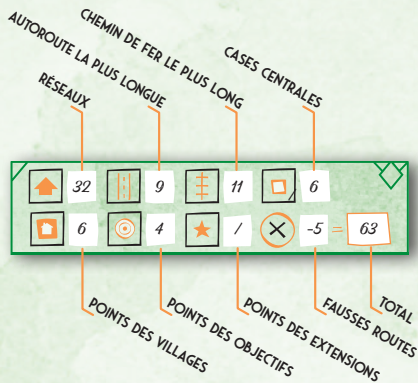 CHEMIN DE FER LE PLUS LONG
AUTOROUTE LA PLUS LONGUE
CASES CENTRALES
RÉSEAUX
32 9 11 6
6 4 / -5 = 63
POINTS DES VILLAGES
POINTS DES OBJECTIFS
POINTS DES EXTENSIONS
FAUSSES ROUTES
TOTAL